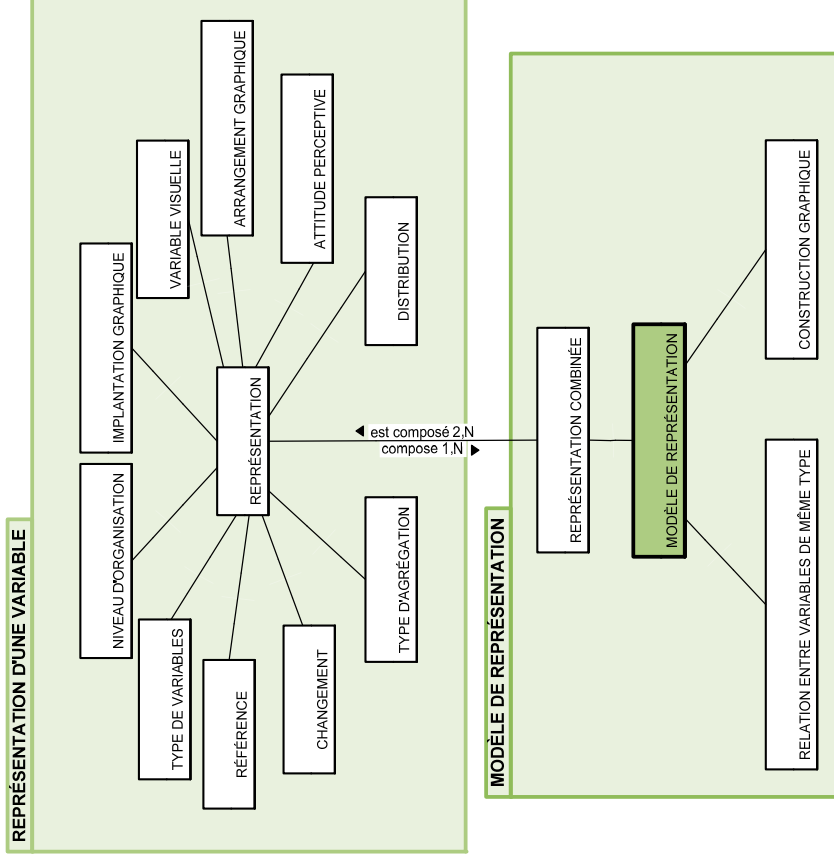 REPRÉSENTATION D'UNE VARIABLE
NIVEAU D'ORGANISATION
IMPLANTATION GRAPHIQUE
TYPE DE VARIABLES
VARIABLE VISUELLE
RÉFÉRENCE
ARRANGEMENT GRAPHIQUE
REPRÉSENTATION
CHANGEMENT
ATTITUDE PERCEPTIVE
TYPE D'AGRÉGATION
DISTRIBUTION
est composé 2,N
compose 1,N
MODÈLE DE REPRÉSENTATION
REPRÉSENTATION COMBINÉE
MODÈLE DE REPRÉSENTATION
RELATION ENTRE VARIABLES DE MÊME TYPE
CONSTRUCTION GRAPHIQUE